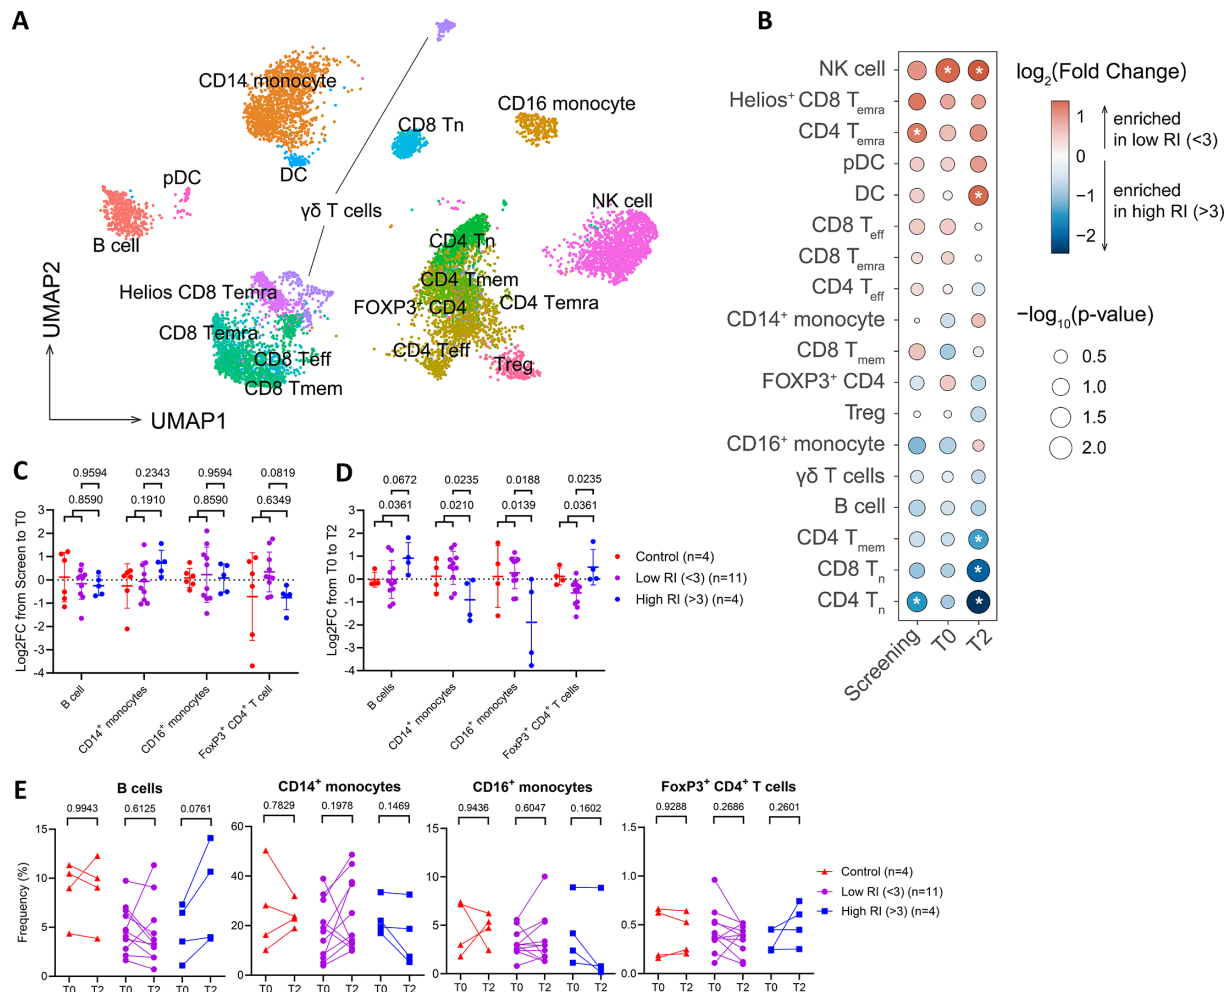 A
CD14 monocyte
CD16 monocyte
CD8 Tn
DC
pDC
γδ T cells
NK cell
B cell
CD4 Tn
Helios CD8 Temra
CD4 Tmem
FOXP3⁺ CD4
CD4 Temra
CD8 Temra
CD4 Teff
CD8 Teff
Treg
CD8 Tmem
UMAP2
UMAP1
B
NK cell
Helios⁺ CD8 Temra
CD4 Temra
pDC
DC
CD8 Teff
CD8 Temra
CD4 Teff
CD14⁺ monocyte
CD8 Tmem
FOXP3⁺ CD4
Treg
CD16⁺ monocyte
γδ T cells
B cell
CD4 Tmem
CD8 Tn
CD4 Tn
* *
*
*
*
*
* *
Screening T0 T2
log₂(Fold Change)
1
0
−1
−2
enriched
in low RI (<3)
enriched
in high RI (>3)
−log₁₀(p-value)
0.5
1.0
1.5
2.0
C
0.9594 0.2343 0.9594 0.0819
0.8590 0.1910 0.8590 0.6349
Log2FC from Screen to T0
3
2
1
0
-1
-2
-3
-4
B cell
CD14⁺ monocytes
CD16⁺ monocytes
FoxP3⁺ CD4⁺ T cell
D
0.0672 0.0235 0.0188 0.0235
0.0361 0.0210 0.0139 0.0361
Log2FC from T0 to T2
3
2
1
0
-1
-2
-3
-4
B cells
CD14⁺ monocytes
CD16⁺ monocytes
FoxP3⁺ CD4⁺ T cells
Control (n=4)
Low RI (<3) (n=11)
High RI (>3) (n=4)
E
B cells
0.9943 0.6125 0.0761
Frequency (%)
15
10
5
0
T0 T2 T0 T2 T0 T2
CD14⁺ monocytes
0.7829 0.1978 0.1469
60
40
20
0
T0 T2 T0 T2 T0 T2
CD16⁺ monocytes
0.9436 0.6047 0.1602
15
10
5
0
T0 T2 T0 T2 T0 T2
FoxP3⁺ CD4⁺ T cells
0.9288 0.2686 0.2601
1.5
1.0
0.5
0.0
T0 T2 T0 T2 T0 T2
Control (n=4)
Low RI (<3) (n=11)
High RI (>3) (n=4)